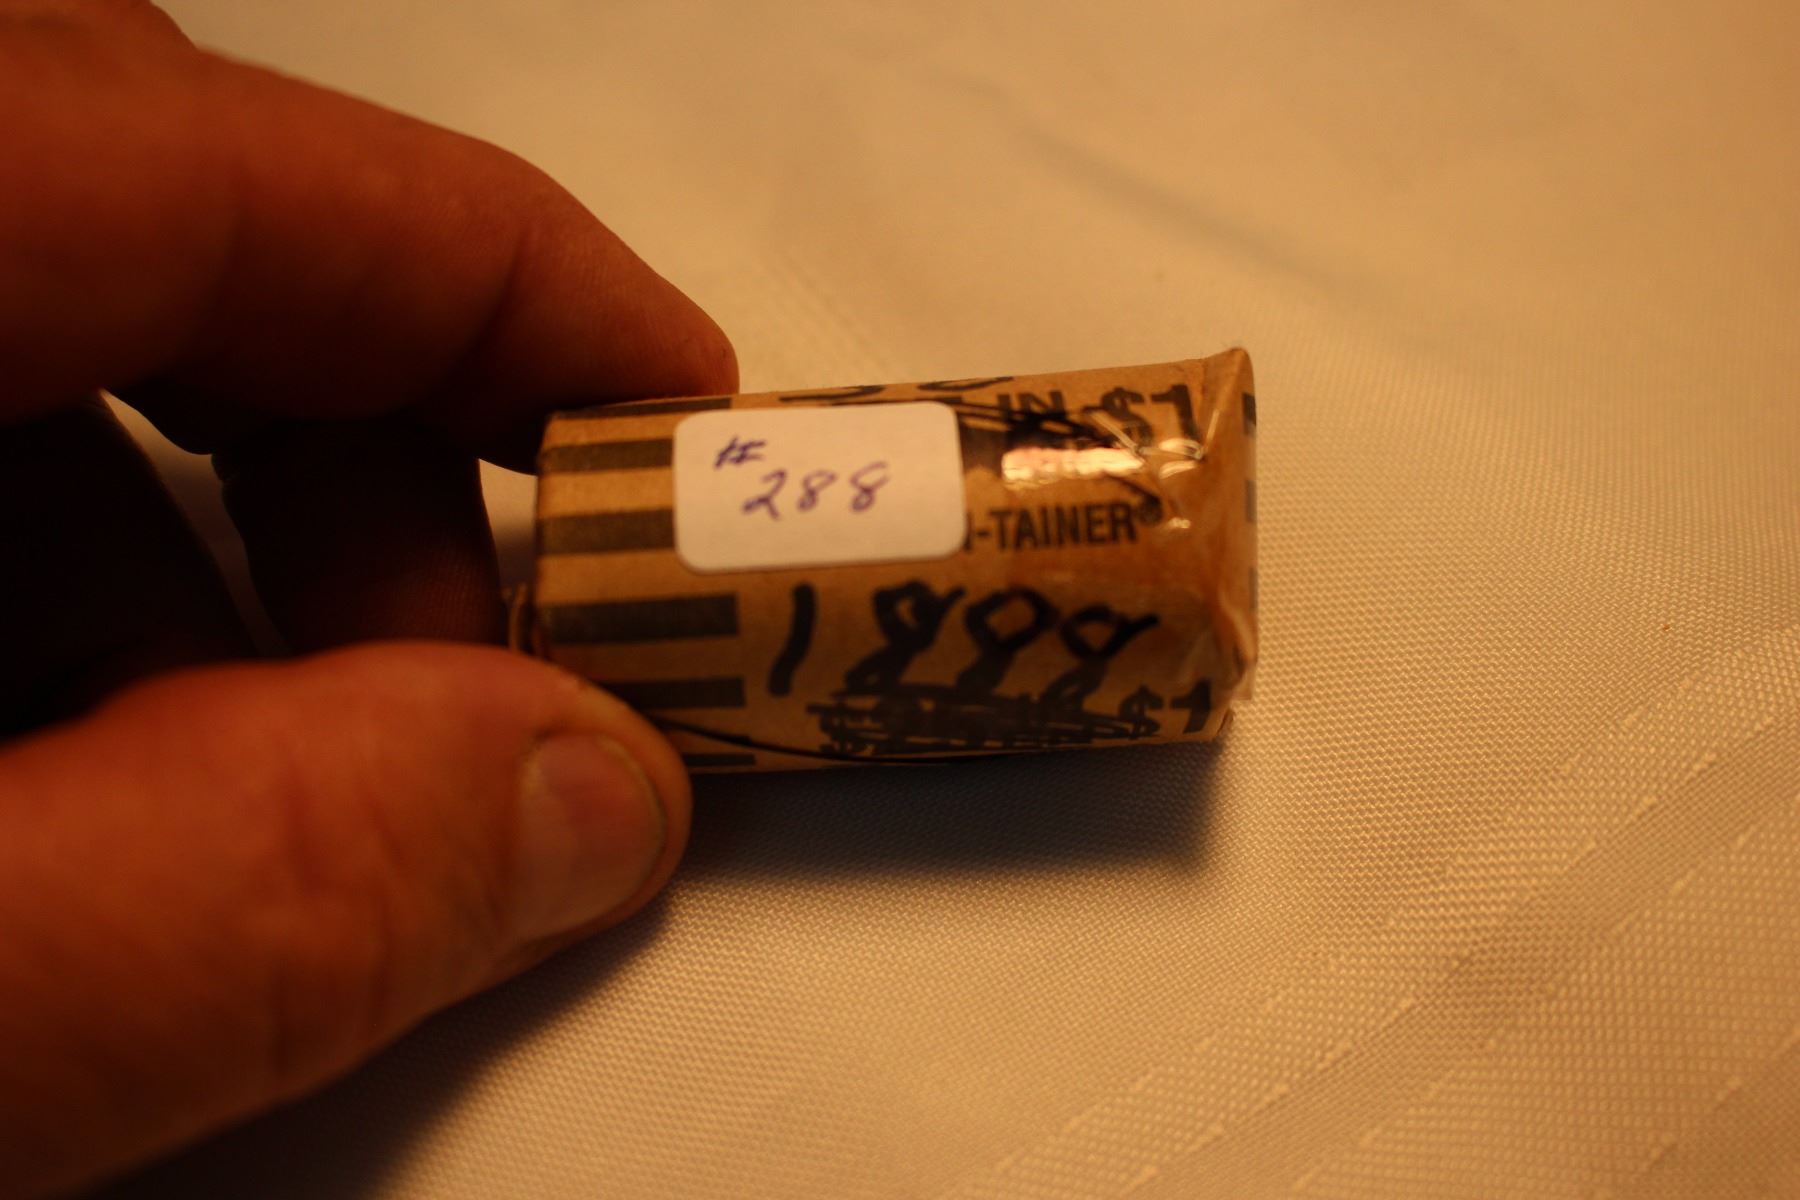 IN $1
#
288
N-TAINER®
1888
$1